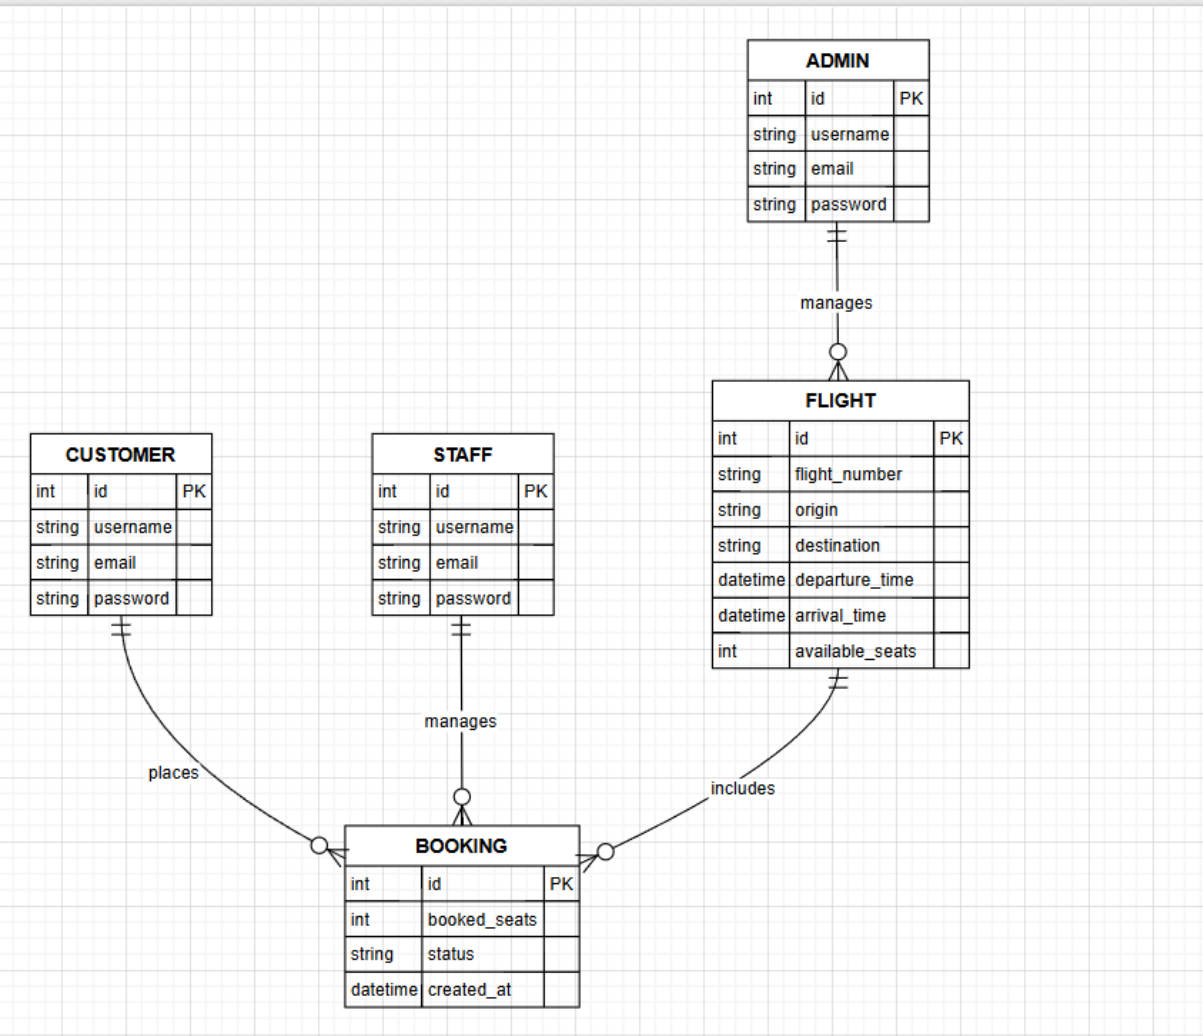 ADMIN
int id PK
string username
string email
string password
manages
FLIGHT
int id PK
string flight_number
string origin
string destination
datetime departure_time
datetime arrival_time
int available_seats
CUSTOMER
int id PK
string username
string email
string password
STAFF
int id PK
string username
string email
string password
manages
places
includes
BOOKING
int id PK
int booked_seats
string status
datetime created_at